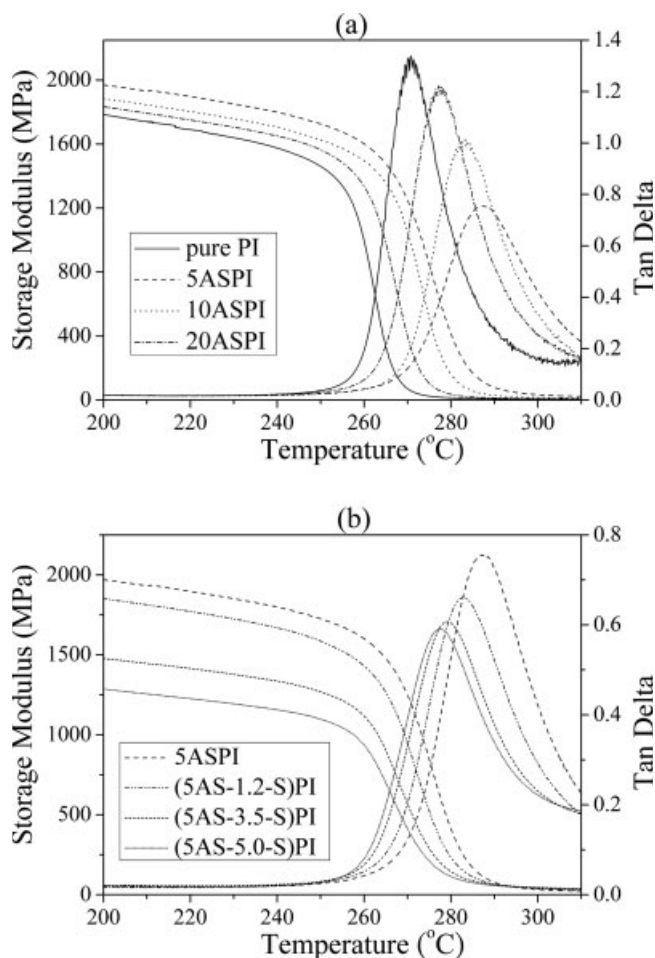 (a)
Storage Modulus (MPa)
2000
1600
1200
800
400
0
pure PI
5ASPI
10ASPI
20ASPI
1.4
1.2
1.0
0.8
0.6
0.4
0.2
0.0
Tan Delta
200 220 240 260 280 300
Temperature (°C)
(b)
Storage Modulus (MPa)
2000
1500
1000
500
0
5ASPI
(5AS-1.2-S)PI
(5AS-3.5-S)PI
(5AS-5.0-S)PI
0.8
0.6
0.4
0.2
0.0
Tan Delta
200 220 240 260 280 300
Temperature (°C)